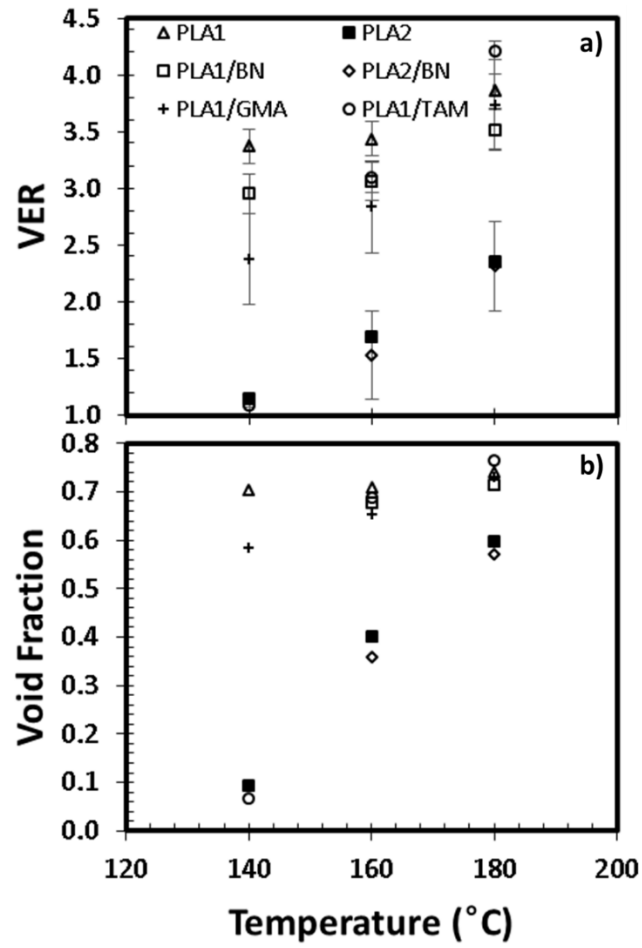 4.5
4.0
3.5
3.0
2.5
2.0
1.5
1.0
VER
PLA1 PLA2
PLA1/BN PLA2/BN
PLA1/GMA PLA1/TAM
a)
0.8
0.7
0.6
0.5
0.4
0.3
0.2
0.1
0.0
Void Fraction
b)
120 140 160 180 200
Temperature (°C)